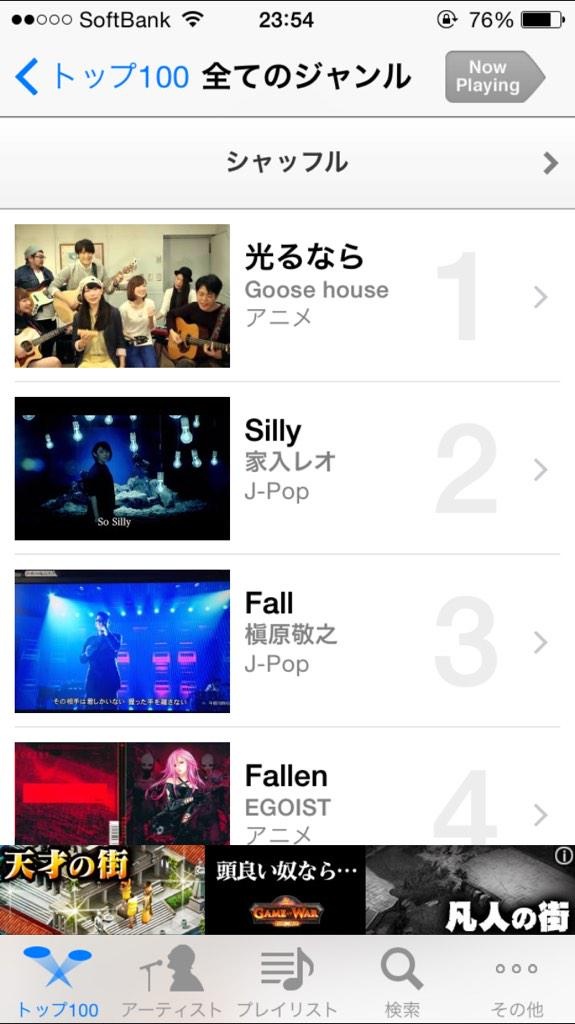 SoftBank 23:54 76%
トップ100 全てのジャンル Now Playing
シャッフル
光るなら
Goose house
アニメ
1
Silly
家入レオ
J-Pop
2
So Silly
Fall
槇原敬之
J-Pop
3
その相手は君しかいない 握った手を離さない
Fallen
EGOIST
アニメ
4
天才の街
頭良い奴なら…
GAME OF WAR
凡人の街
トップ100 アーティスト プレイリスト 検索 その他